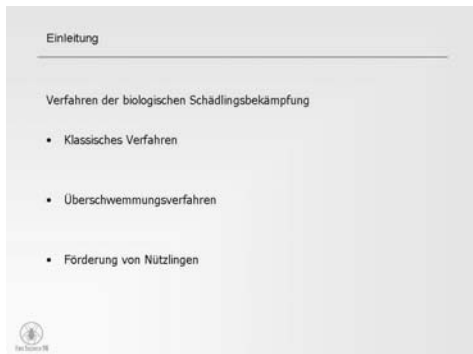 Einleitung
Verfahren der biologischen Schädlingsbekämpfung
• Klassisches Verfahren
• Überschwemmungsverfahren
• Förderung von Nützlingen